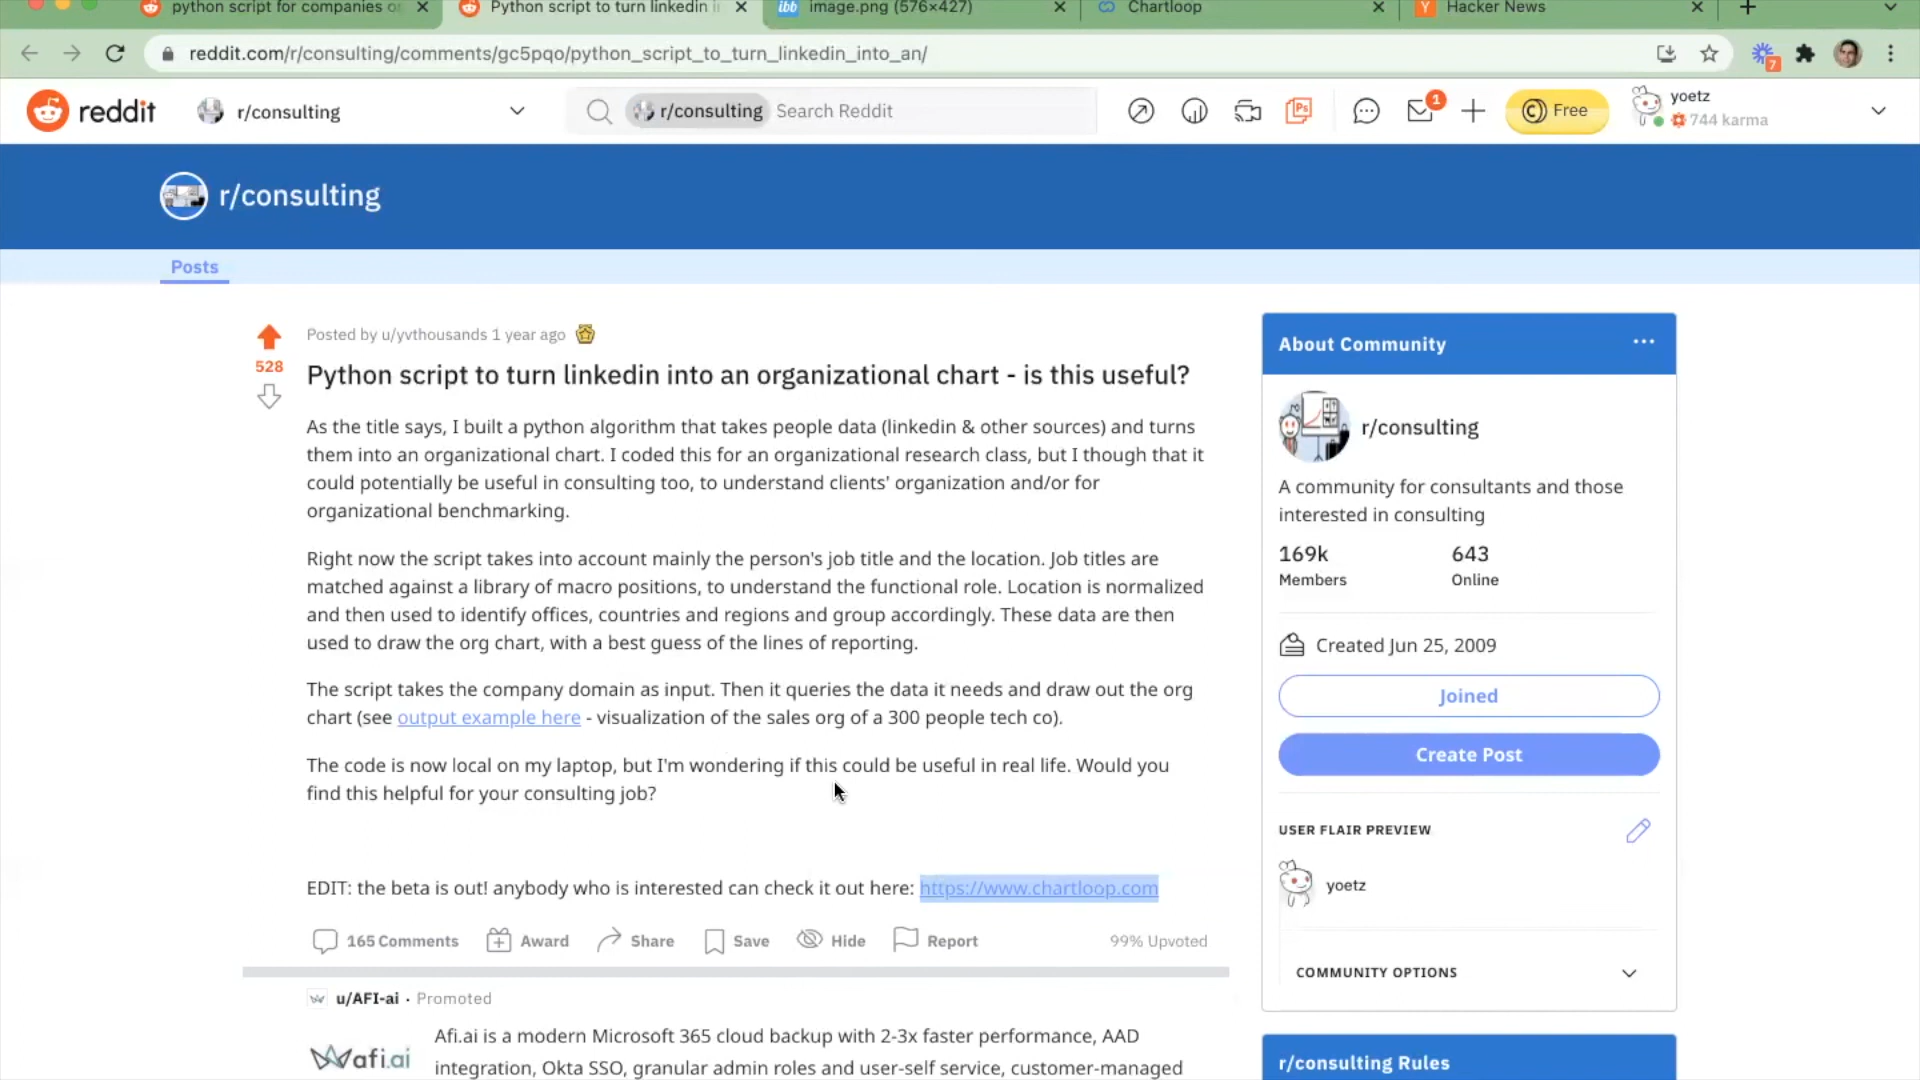 python script for companies o
Python script to turn linkedin i
ibb image.png (576×427)
Chartloop
Y Hacker News
reddit.com/r/consulting/comments/gc5pqo/python_script_to_turn_linkedin_into_an/
7
reddit
r/consulting
r/consulting Search Reddit
Ps
1
Free
yoetz
744 karma
r/consulting
Posts
Posted by u/yvthousands 1 year ago
528
Python script to turn linkedin into an organizational chart - is this useful?
As the title says, I built a python algorithm that takes people data (linkedin & other sources) and turns
them into an organizational chart. I coded this for an organizational research class, but I though that it
could potentially be useful in consulting too, to understand clients' organization and/or for
organizational benchmarking.
Right now the script takes into account mainly the person's job title and the location. Job titles are
matched against a library of macro positions, to understand the functional role. Location is normalized
and then used to identify offices, countries and regions and group accordingly. These data are then
used to draw the org chart, with a best guess of the lines of reporting.
The script takes the company domain as input. Then it queries the data it needs and draw out the org
chart (see output example here - visualization of the sales org of a 300 people tech co).
The code is now local on my laptop, but I'm wondering if this could be useful in real life. Would you
find this helpful for your consulting job?
EDIT: the beta is out! anybody who is interested can check it out here: https://www.chartloop.com
165 Comments Award Share Save Hide Report 99% Upvoted
u/AFI-ai · Promoted
afi.ai
Afi.ai is a modern Microsoft 365 cloud backup with 2-3x faster performance, AAD
integration, Okta SSO, granular admin roles and user-self service, customer-managed
About Community
r/consulting
A community for consultants and those
interested in consulting
169k 643
Members Online
Created Jun 25, 2009
Joined
Create Post
USER FLAIR PREVIEW
yoetz
COMMUNITY OPTIONS
r/consulting Rules